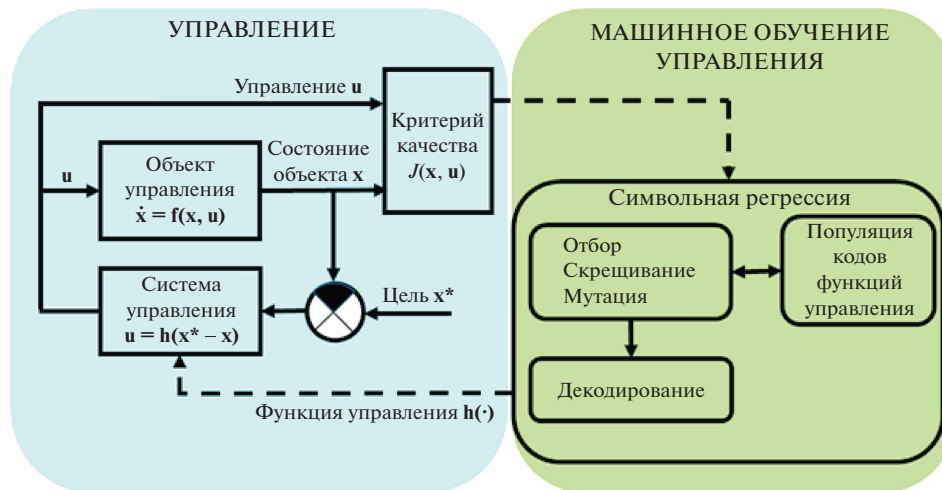 УПРАВЛЕНИЕ
Управление u
Критерий
качества
J(x, u)
u
Объект
управления
ẋ = f(x, u)
Состояние
объекта x
Система
управления
u = h(x* – x)
Цель x*
Функция управления h(·)
МАШИННОЕ ОБУЧЕНИЕ
УПРАВЛЕНИЯ
Символьная регрессия
Отбор
Скрещивание
Мутация
Популяция
кодов
функций
управления
Декодирование